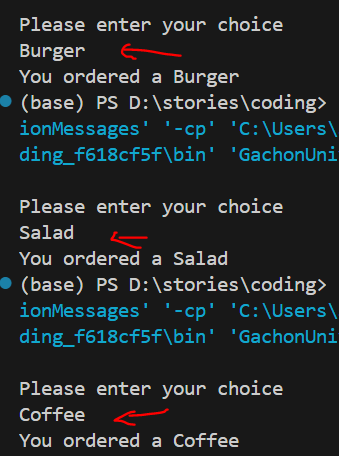 Please enter your choice
Burger
You ordered a Burger
(base) PS D:\stories\coding>
ionMessages' '-cp' 'C:\Users\
ding_f618cf5f\bin' 'GachonUni
Please enter your choice
Salad
You ordered a Salad
(base) PS D:\stories\coding>
ionMessages' '-cp' 'C:\Users\
ding_f618cf5f\bin' 'GachonUni
Please enter your choice
Coffee
You ordered a Coffee